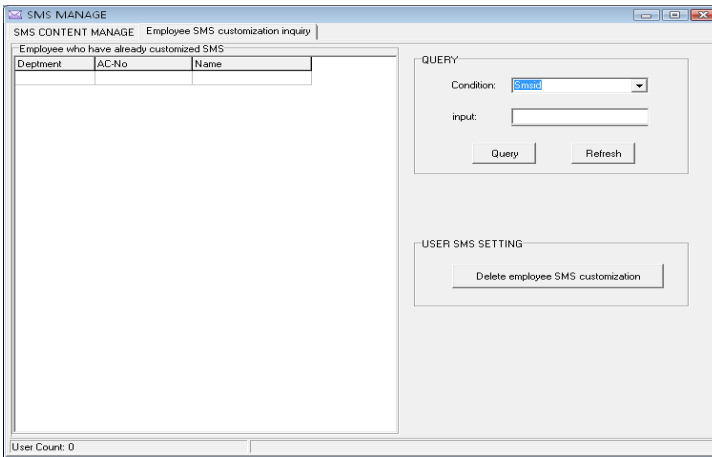 SMS MANAGE
SMS CONTENT MANAGE Employee SMS customization inquiry
Employee who have already customized SMS
Deptment AC-No Name
QUERY
Condition: Smsid
input:
Query Refresh
USER SMS SETTING
Delete employee SMS customization
User Count: 0